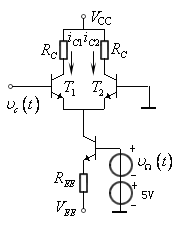 V_CC
R_C i_C1 i_C2 R_C
T_1 T_2
υ_c(t)
R_EE υ_Ω(t)
V_EE 5V